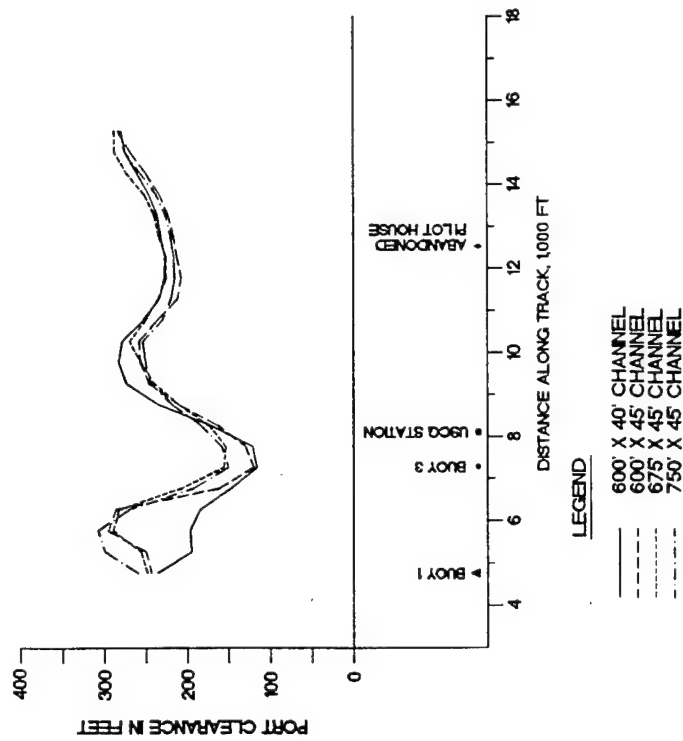 PORT CLEARANCE IN FEET
400
300
200
100
0
BUOY 1
BUOY 3
USCG STATION
ABANDONED
PILOT HOUSE
4
6
8
10
12
14
16
18
DISTANCE ALONG TRACK, 1,000 FT
LEGEND
600' X 40' CHANNEL
600' X 45' CHANNEL
675' X 45' CHANNEL
750' X 45' CHANNEL